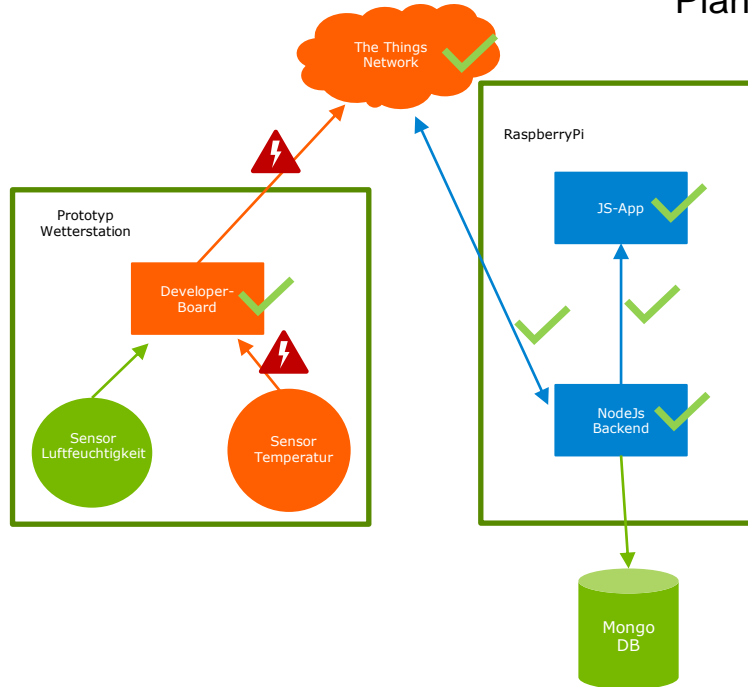 Plan
The Things
Network
RaspberryPi
JS-App
Prototyp
Wetterstation
Developer-
Board
Sensor
Luftfeuchtigkeit
Sensor
Temperatur
NodeJs
Backend
Mongo
DB